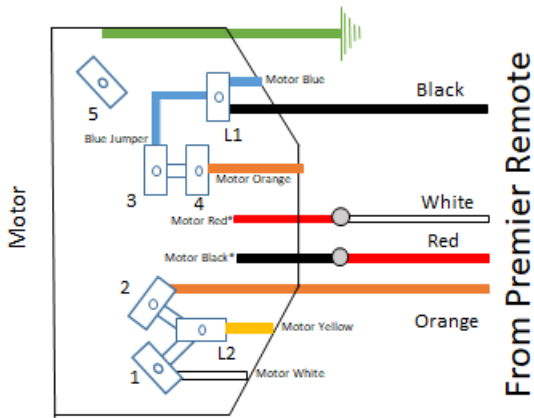 Motor Blue
Black
5
L1
Blue Jumper
Motor Orange
3
4
White
Motor Red*
Red
Motor Black*
2
Orange
Motor Yellow
L2
1
Motor White
Motor
From Premier Remote